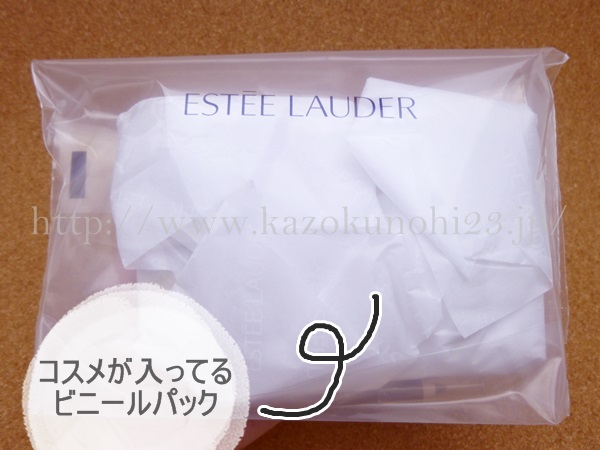 ESTĒE LAUDER
http://www.kazokunohi23.jp/
コスメが入ってる
ビニールパック